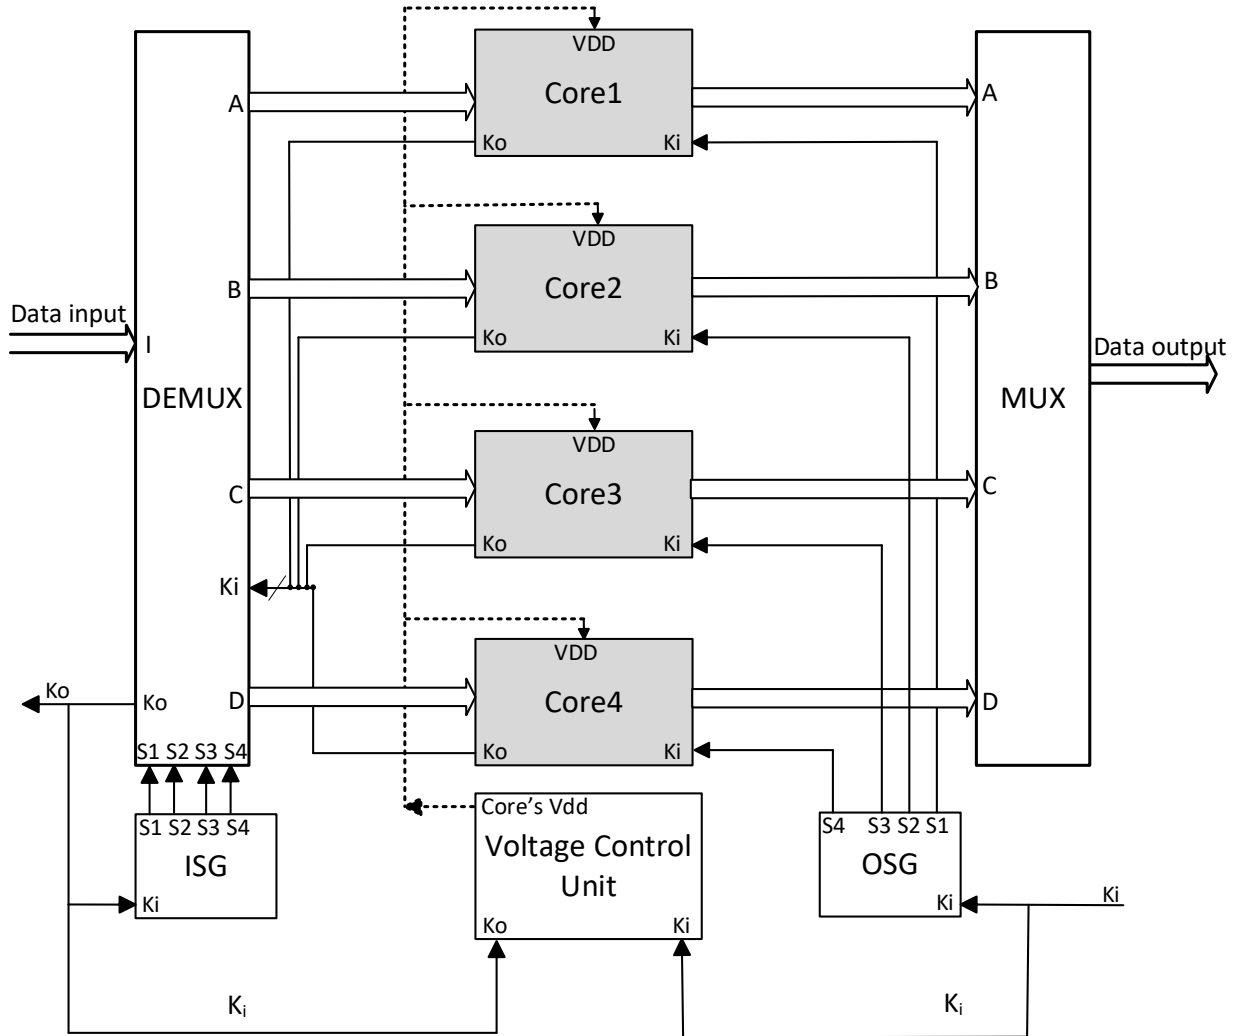 VDD
Core1
Ko
Ki
A
A
VDD
Core2
Ko
Ki
B
B
Data input
I
DEMUX
Data output
MUX
VDD
Core3
Ko
Ki
C
C
Ki
VDD
Core4
Ko
Ki
D
D
Ko
Ko
S1 S2 S3 S4
S1 S2 S3 S4
ISG
Ki
Core's Vdd
Voltage Control
Unit
Ko
Ki
S4 S3 S2 S1
OSG
Ki
Ki
Ki
Ki